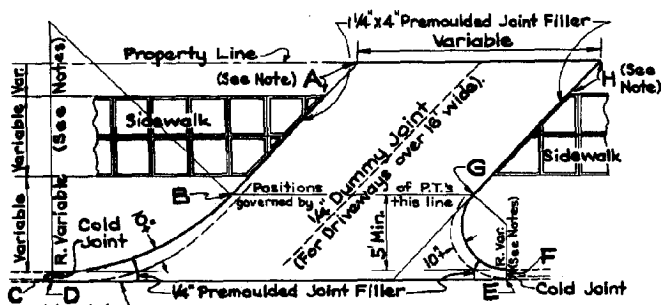 1¼"x4" Premoulded Joint Filler
Variable
Property Line
(See Note) A
H (See Note)
Var.
Variable
Variable
R. Variable (See Notes)
Sidewalk
Sidewalk
¼" Dummy Joint
(For Driveways over 16' wide).
B
G
Positions governed by
of P.T.'s this line
Cold Joint
5' Min.
10"
R. Var. (See Notes)
C
D
E
F
¼" Premoulded Joint Filler
Cold Joint